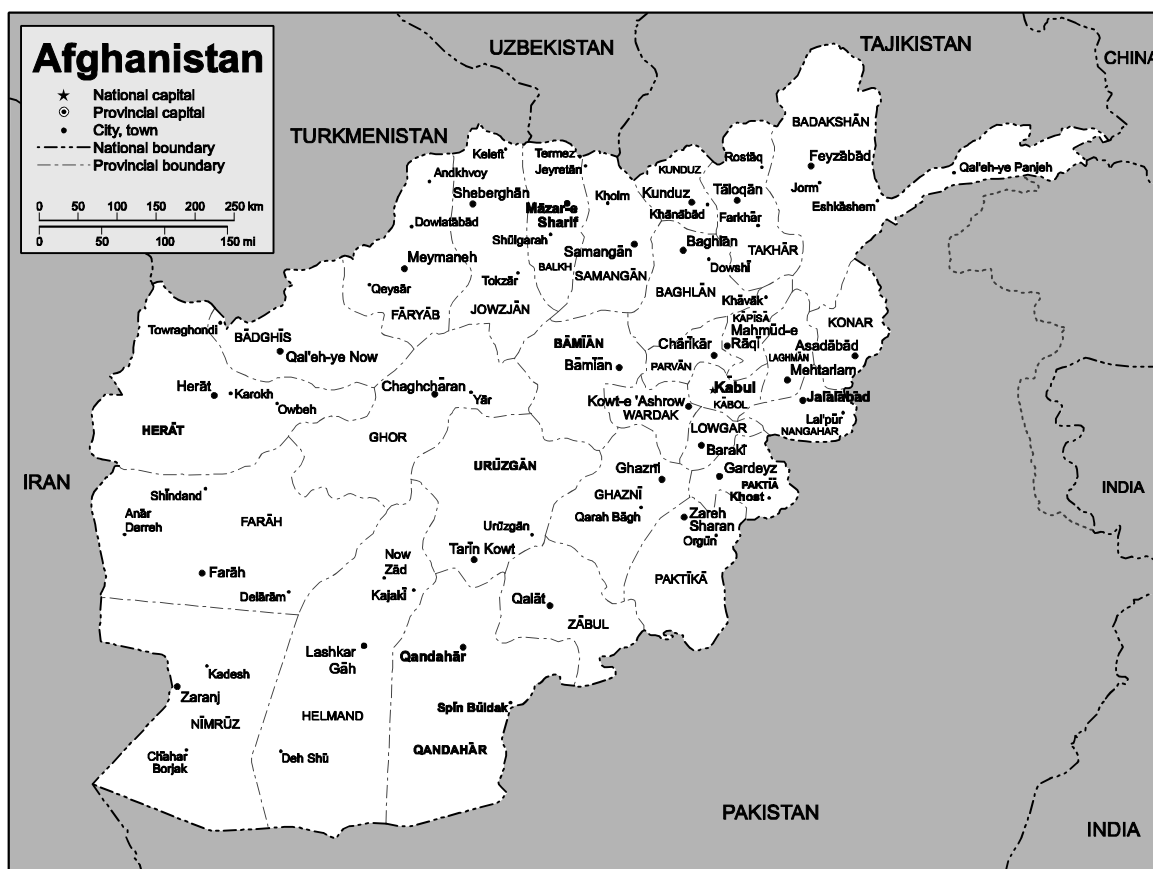 Afghanistan
National capital
Provincial capital
City, town
National boundary
Provincial boundary
0 50 100 150 200 250 km
0 50 100 150 mi
UZBEKISTAN
TAJIKISTAN
CHINA
TURKMENISTAN
BADAKSHĀN
Keleft
Termez
Jeyretān
Rostāq
KUNDUZ
Feyzābād
Qal'eh-ye Panjeh
Andkhvoy
Sheberghān
Māzar-e
Sharif
Kholm
Kunduz
Tāloqān
Jorm
Eshkāshem
Khānābād
Farkhār
Dowlatābād
Shūlgarah
Samangān
Baghlān
TAKHĀR
Meymaneh
BALKH
SAMANGĀN
Dowshī
Qeysār
Tokzār
BAGHLĀN
Khāvāk
FĀRYĀB
JOWZJĀN
KĀPĪSĀ
KONAR
Towraghondi
BĀDGHĪS
BĀMĪĀN
Mahmūd-e
Rāqī
Chārīkār
Asadābād
Qal'eh-ye Now
Bāmīān
PARVĀN
LAGHMĀN
Mehtarlam
Herāt
Karokh
Chaghcharan
Yār
Kābul
Owbeh
Kowt-e 'Ashrow
KĀBOL
Jalālābād
WARDAK
Lal'pūr
HERĀT
GHOR
LOWGAR
NANGAHAR
Baraki
URŪZGĀN
Ghaznī
Gardeyz
IRAN
Shīndand
GHAZNĪ
PAKTĪĀ
Khost
INDIA
Anār
Darreh
FARĀH
Qarah Bāgh
Zareh
Sharan
Urūzgān
Orgūn
Now
Zād
Tarīn Kowt
Farāh
PAKTĪKĀ
Delārām
Kajakī
Qalāt
ZĀBUL
Lashkar
Gāh
Qandahār
Kadesh
Zaranj
Spīn Būldak
NĪMRŪZ
HELMAND
Chahar
Borjak
Deh Shū
QANDAHĀR
PAKISTAN
INDIA